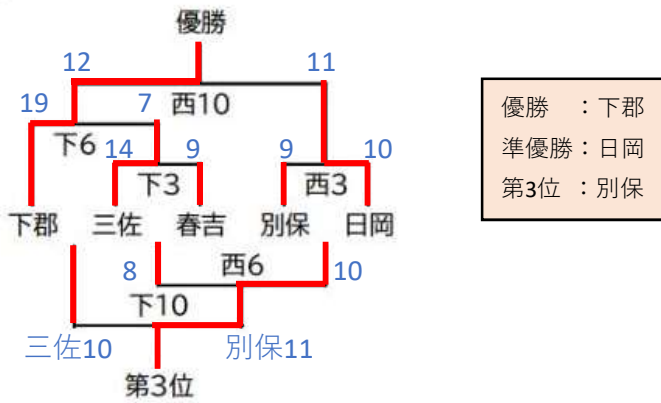 優勝
12 11
西10
19 7
下6
14 9 9 10
下3 西3
下郡 三佐 春吉 別保 日岡
8 西6 10
下10
三佐10 別保11
第3位
優勝 ：下郡
準優勝：日岡
第3位 ：別保